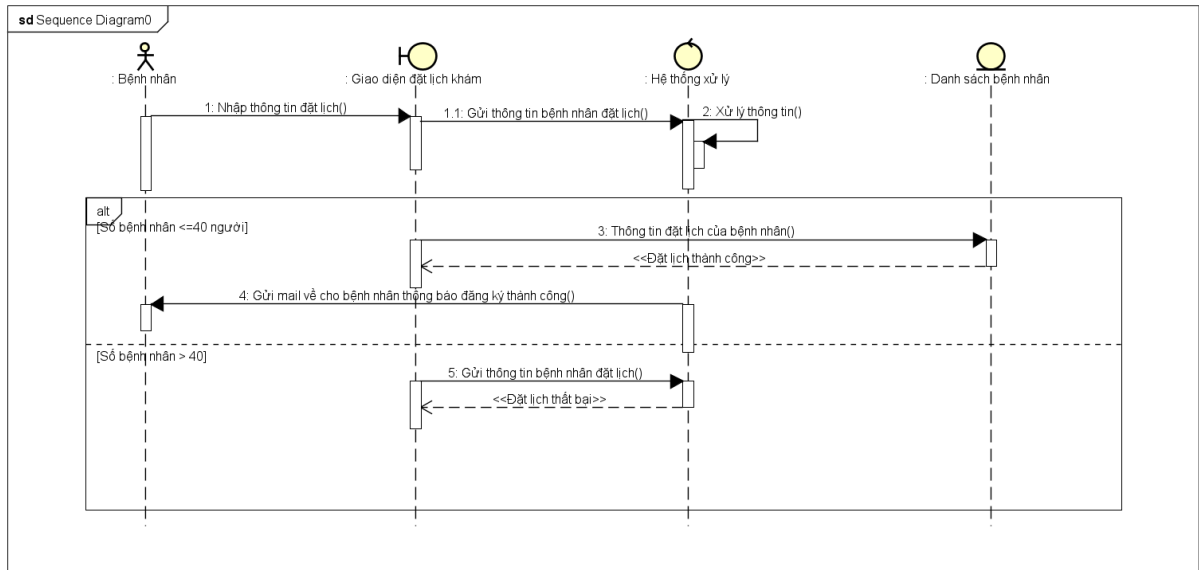 sd Sequence Diagram0
: Bệnh nhân
: Giao diện đặt lịch khám
: Hệ thống xử lý
: Danh sách bệnh nhân
1: Nhập thông tin đặt lịch()
1.1: Gửi thông tin bệnh nhân đặt lịch()
2: Xử lý thông tin()
alt
[Số bệnh nhân <=40 người]
3: Thông tin đặt lịch của bệnh nhân()
<<Đặt lịch thành công>>
4: Gửi mail về cho bệnh nhân thông báo đăng ký thành công()
[Số bệnh nhân > 40]
5: Gửi thông tin bệnh nhân đặt lịch()
<<Đặt lịch thất bại>>